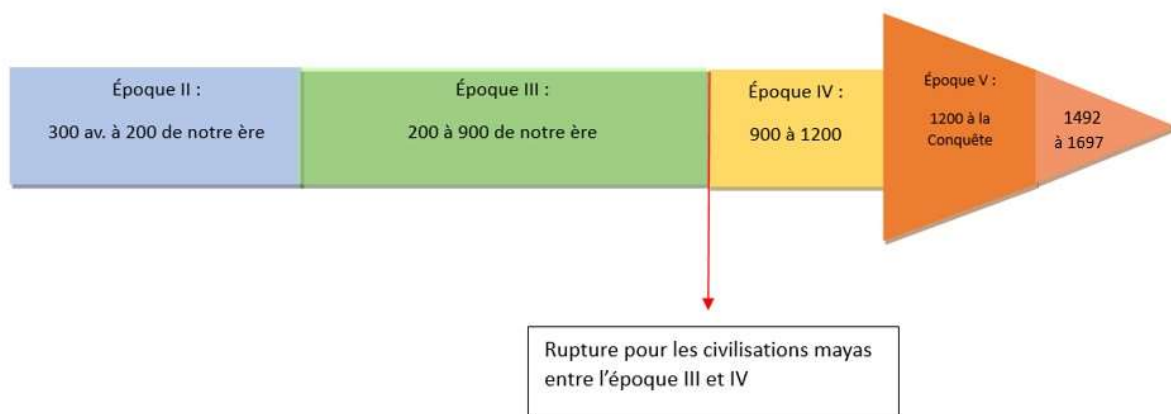 Époque II :
300 av. à 200 de notre ère
Époque III :
200 à 900 de notre ère
Époque IV :
900 à 1200
Époque V :
1200 à la
Conquête
1492
à 1697
Rupture pour les civilisations mayas
entre l'époque III et IV